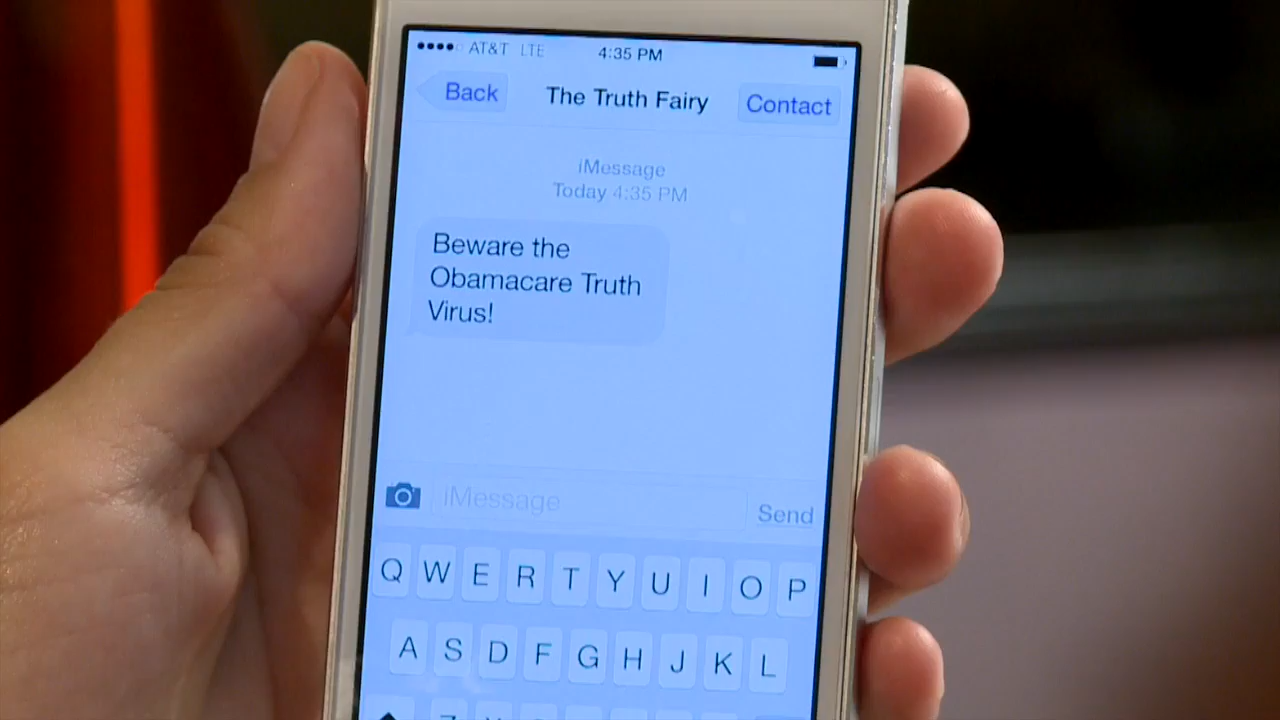 AT&T LTE 4:35 PM
Back The Truth Fairy Contact
iMessage
Today 4:35 PM
Beware the
Obamacare Truth
Virus!
iMessage Send
Q W E R T Y U I O P
A S D F G H J K L